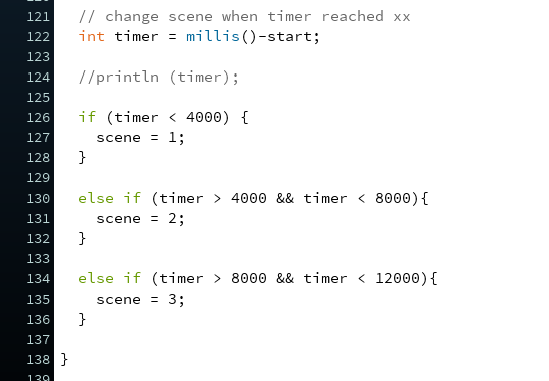 121 // change scene when timer reached xx
122 int timer = millis()-start;
123
124 //println (timer);
125
126 if (timer < 4000) {
127 scene = 1;
128 }
129
130 else if (timer > 4000 && timer < 8000){
131 scene = 2;
132 }
133
134 else if (timer > 8000 && timer < 12000){
135 scene = 3;
136 }
137
138 }
139